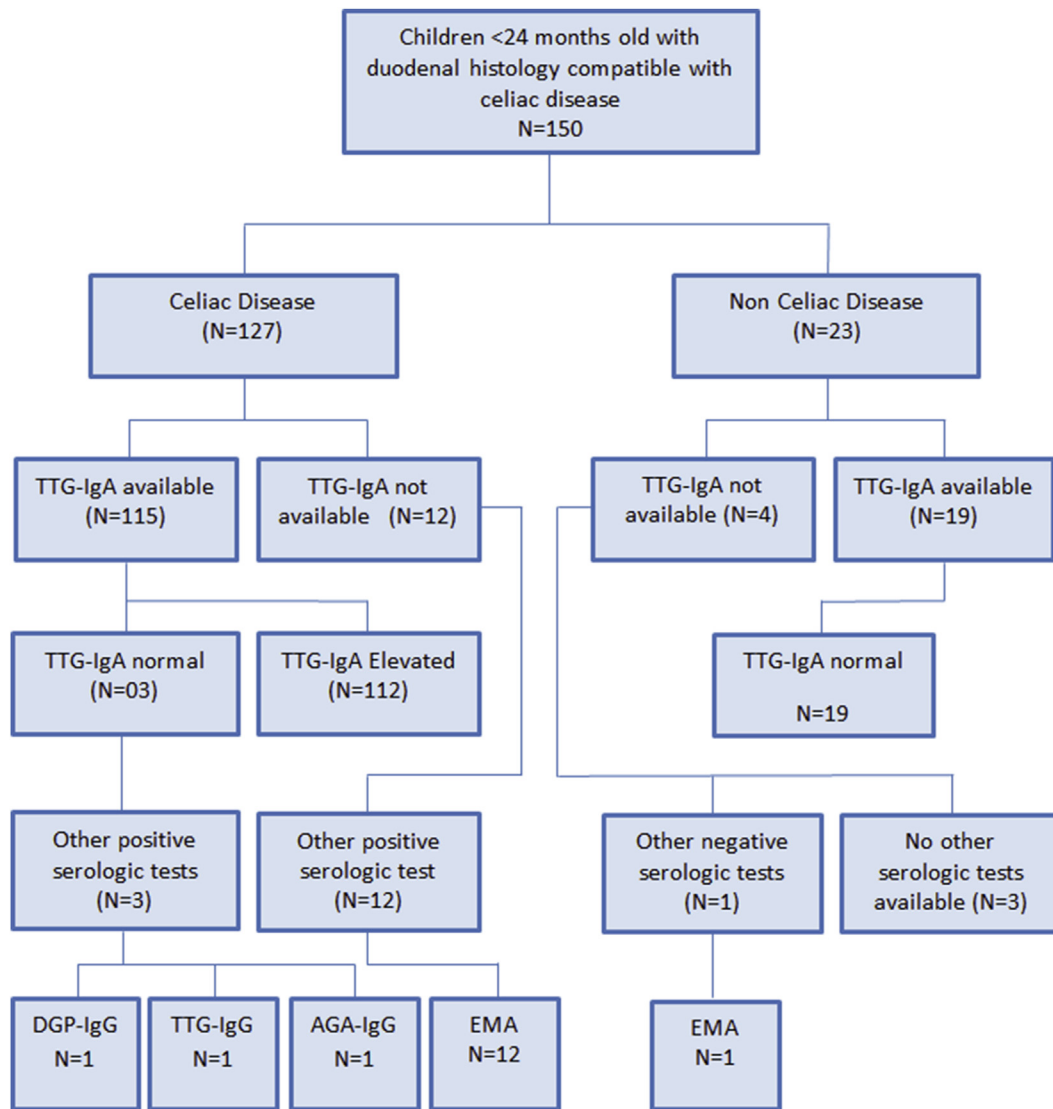 Children <24 months old with
duodenal histology compatible with
celiac disease
N=150
Celiac Disease
(N=127)
Non Celiac Disease
(N=23)
TTG-IgA available
(N=115)
TTG-IgA not
available (N=12)
TTG-IgA not
available (N=4)
TTG-IgA available
(N=19)
TTG-IgA normal
(N=03)
TTG-IgA Elevated
(N=112)
TTG-IgA normal
N=19
Other positive
serologic tests
(N=3)
Other positive
serologic test
(N=12)
Other negative
serologic tests
(N=1)
No other
serologic tests
available (N=3)
DGP-IgG
N=1
TTG-IgG
N=1
AGA-IgG
N=1
EMA
N=12
EMA
N=1